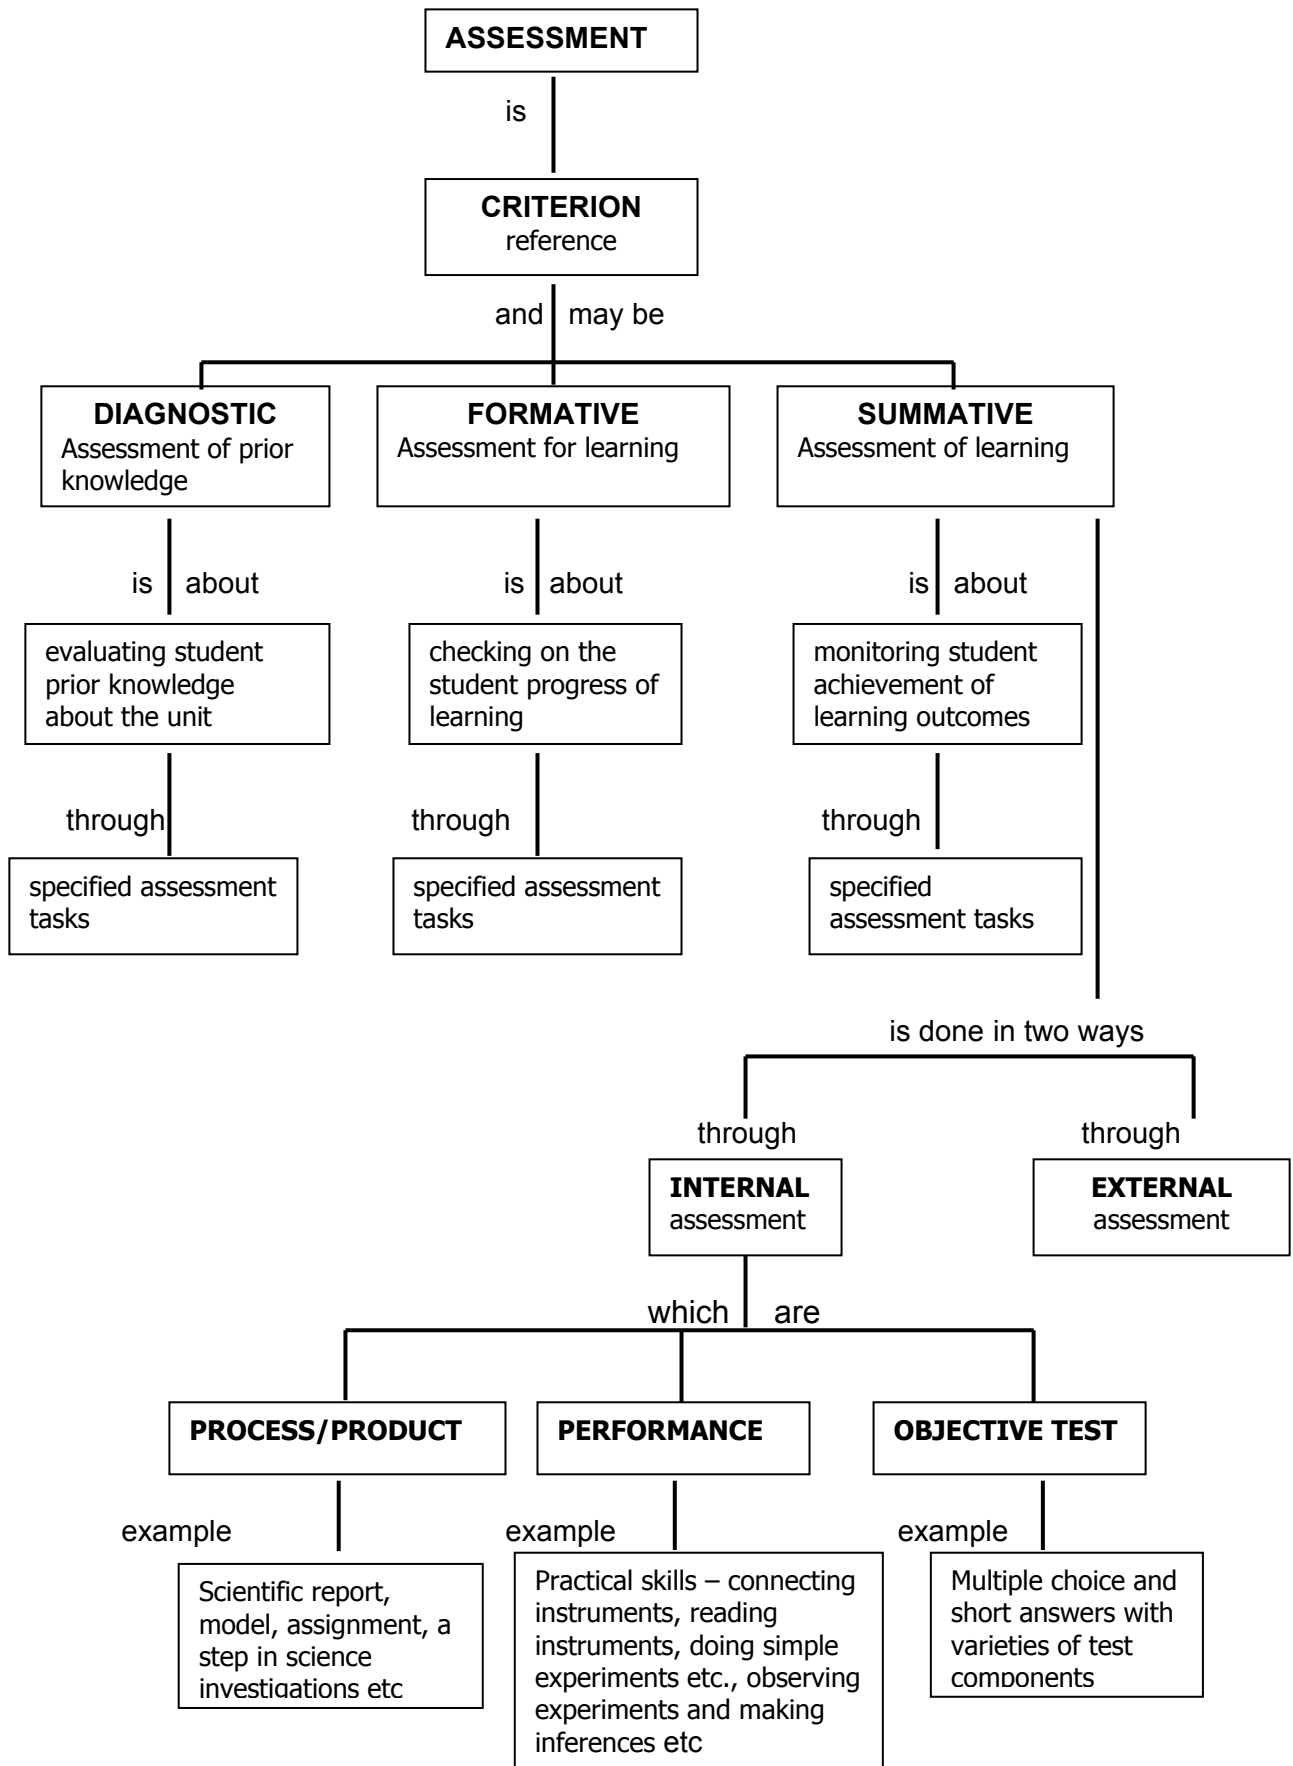 ASSESSMENT
is
CRITERION
reference
and may be
DIAGNOSTIC
Assessment of prior
knowledge
FORMATIVE
Assessment for learning
SUMMATIVE
Assessment of learning
is about
is about
is about
evaluating student
prior knowledge
about the unit
checking on the
student progress of
learning
monitoring student
achievement of
learning outcomes
through
through
through
specified assessment
tasks
specified assessment
tasks
specified
assessment tasks
is done in two ways
through
through
INTERNAL
assessment
EXTERNAL
assessment
which are
PROCESS/PRODUCT
PERFORMANCE
OBJECTIVE TEST
example
example
example
Scientific report,
model, assignment, a
step in science
investigations etc
Practical skills – connecting
instruments, reading
instruments, doing simple
experiments etc., observing
experiments and making
inferences etc
Multiple choice and
short answers with
varieties of test
components